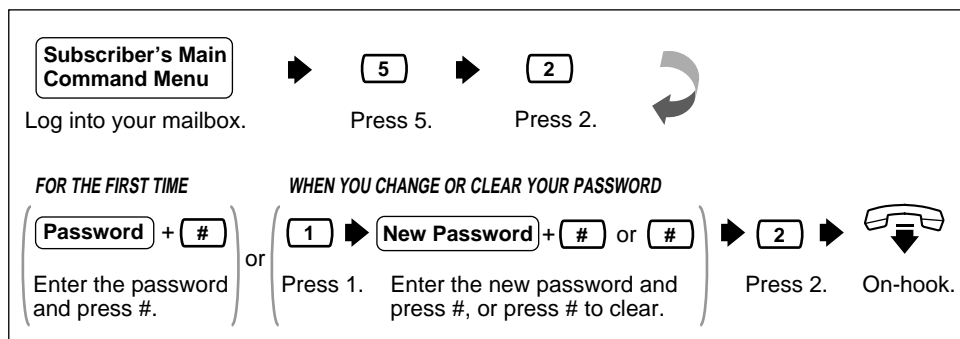 Subscriber’s Main
Command Menu
5
2
Log into your mailbox.
Press 5.
Press 2.
FOR THE FIRST TIME
WHEN YOU CHANGE OR CLEAR YOUR PASSWORD
Password + #
or
1
New Password + # or #
2
Enter the password
and press #.
Press 1.
Enter the new password and
press #, or press # to clear.
Press 2.
On-hook.